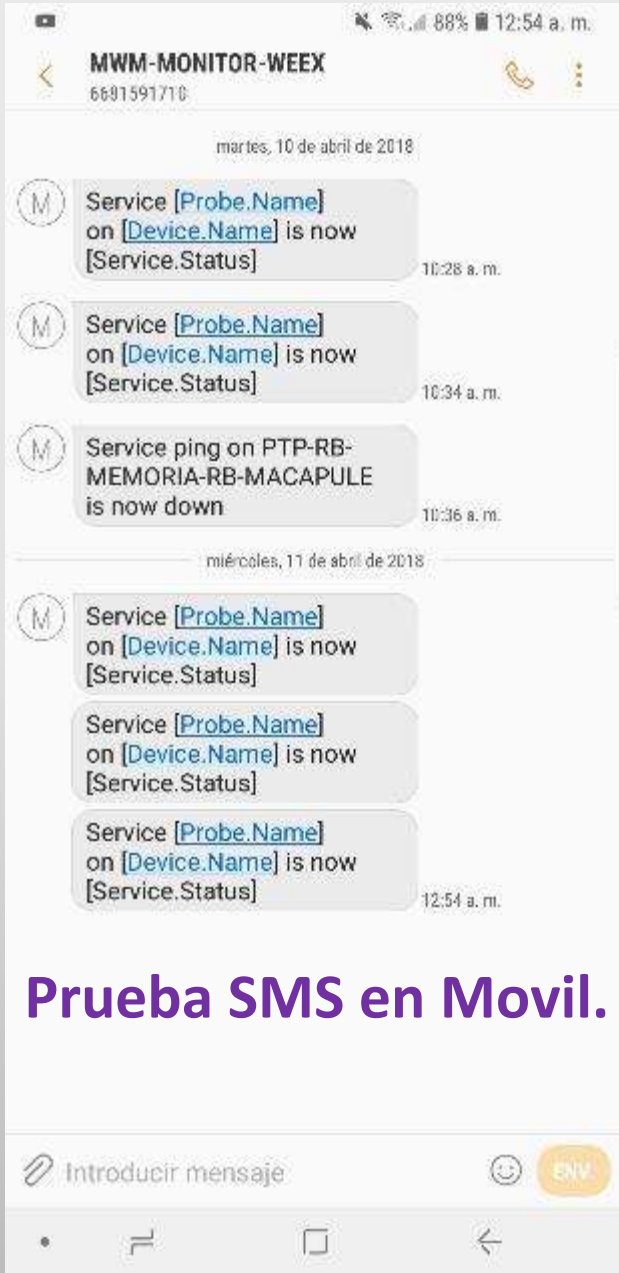 88% 12:54 a. m.
MWM-MONITOR-WEEX
6681591710
martes, 10 de abril de 2018
M
Service [Probe.Name]
on [Device.Name] is now
[Service.Status]
10:28 a. m.
M
Service [Probe.Name]
on [Device.Name] is now
[Service.Status]
10:34 a. m.
M
Service ping on PTP-RB-
MEMORIA-RB-MACAPULE
is now down
10:36 a. m.
miércoles, 11 de abril de 2018
M
Service [Probe.Name]
on [Device.Name] is now
[Service.Status]
Service [Probe.Name]
on [Device.Name] is now
[Service.Status]
Service [Probe.Name]
on [Device.Name] is now
[Service.Status]
12:54 a. m.
Prueba SMS en Movil.
Introducir mensaje
ENV.